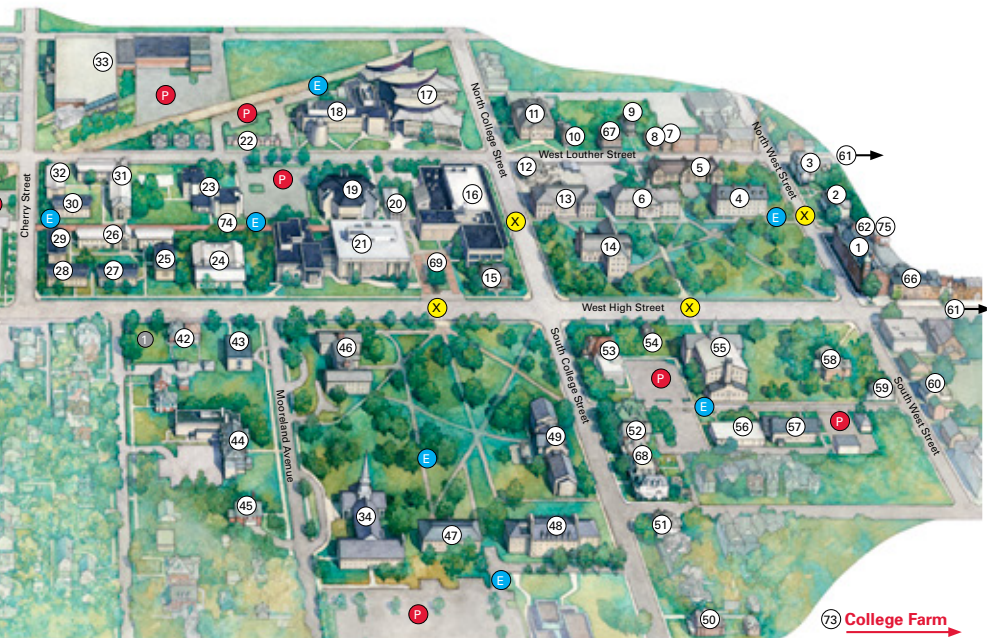 33
P
E
17
18
P
22
11
10
67
9
8
7
North College Street
West Louther Street
North West Street
61
32
31
30
23
P
19
20
16
12
5
3
2
13
6
4
Cherry Street
E
74
E
X
E
X
62
75
29
26
28
27
25
24
21
69
15
14
1
66
X
West High Street
X
61
1
42
43
46
53
54
55
58
P
South College Street
Mooreland Avenue
59
60
South West Street
E
44
E
49
52
68
56
57
P
45
34
47
48
51
E
P
50
73 College Farm